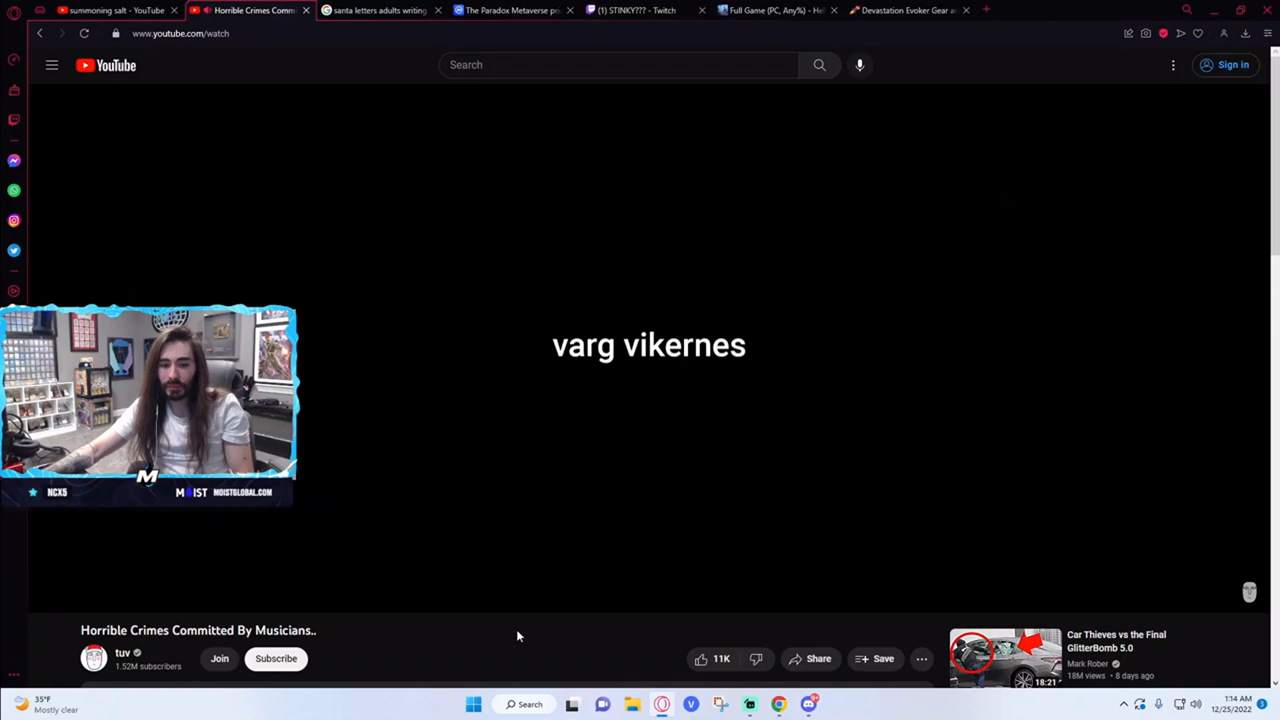 summoning salt - YouTube
Horrible Crimes Comm
santa letters adults writing
The Paradox Metaverse pr
(1) STINKY??? - Twitch
Full Game (PC, Any%) - H
Devastation Evoker Gear a
www.youtube.com/watch
YouTube
Search
Sign in
varg vikernes
M
NCX5
MOIST MOISTGLOBAL.COM
Horrible Crimes Committed By Musicians..
tuv
1.52M subscribers
Join
Subscribe
11K
Share
Save
Car Thieves vs the Final
GlitterBomb 5.0
Mark Rober
18M views • 8 days ago
18:21
35°F
Mostly clear
Search
1:14 AM
12/25/2022
3